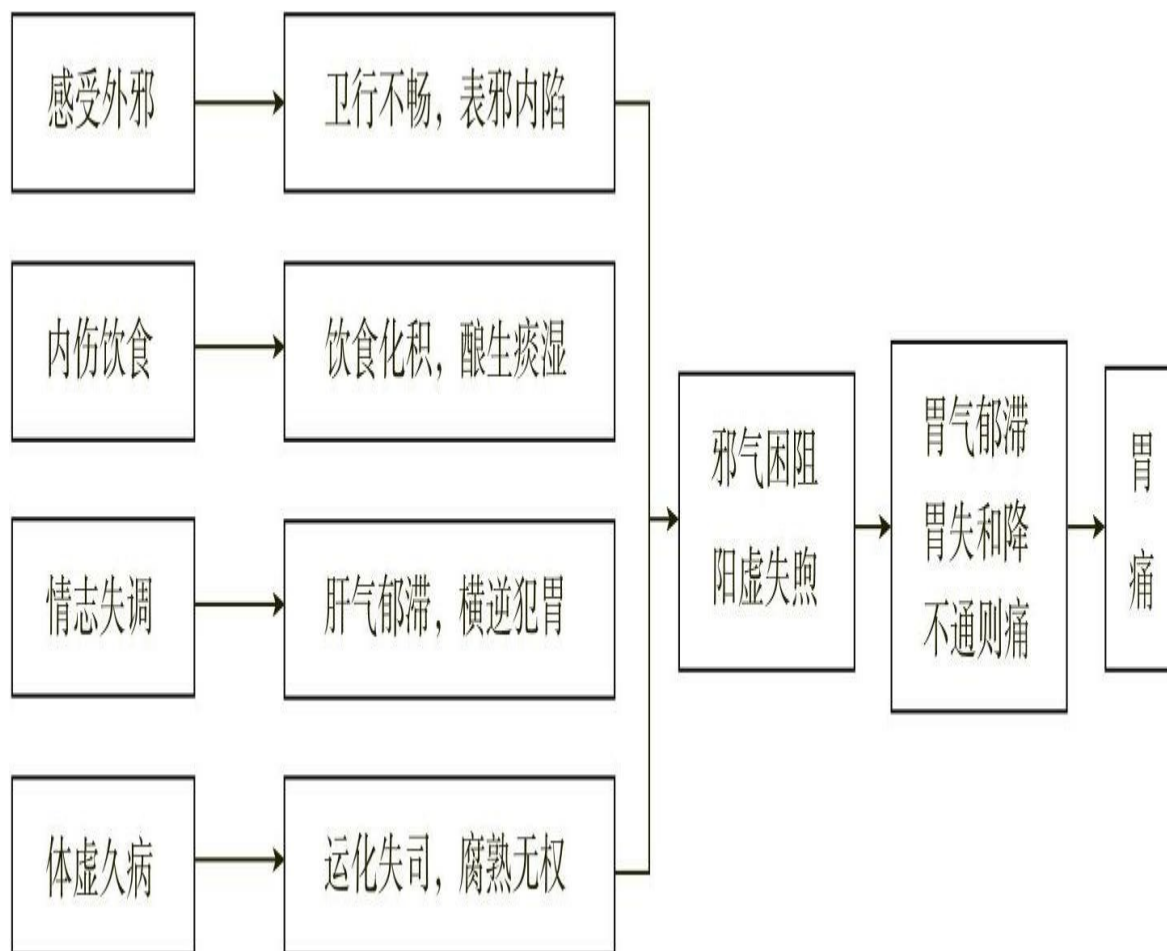 感受外邪
卫行不畅，表邪内陷
内伤饮食
饮食化积，酿生痰湿
情志失调
肝气郁滞，横逆犯胃
体虚久病
运化失司，腐熟无权
邪气困阻
阳虚失煦
胃气郁滞
胃失和降
不通则痛
胃
痛